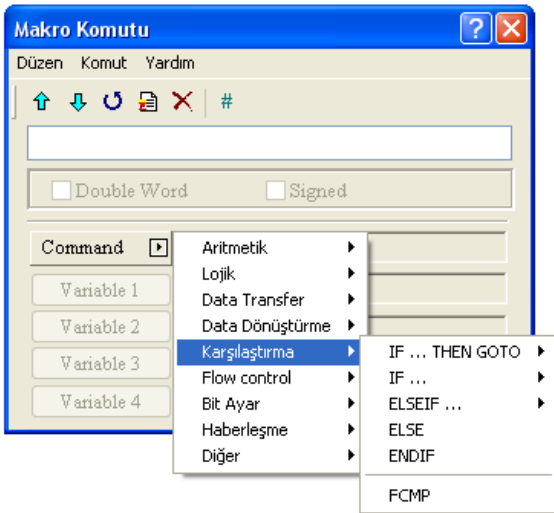 Makro Komutu
Düzen Komut Yardım
#
Double Word Signed
Command
Variable 1
Variable 2
Variable 3
Variable 4
Aritmetik
Lojik
Data Transfer
Data Dönüştürme
Karşılaştırma
Flow control
Bit Ayar
Haberleşme
Diğer
IF ... THEN GOTO
IF ...
ELSEIF ...
ELSE
ENDIF
FCMP